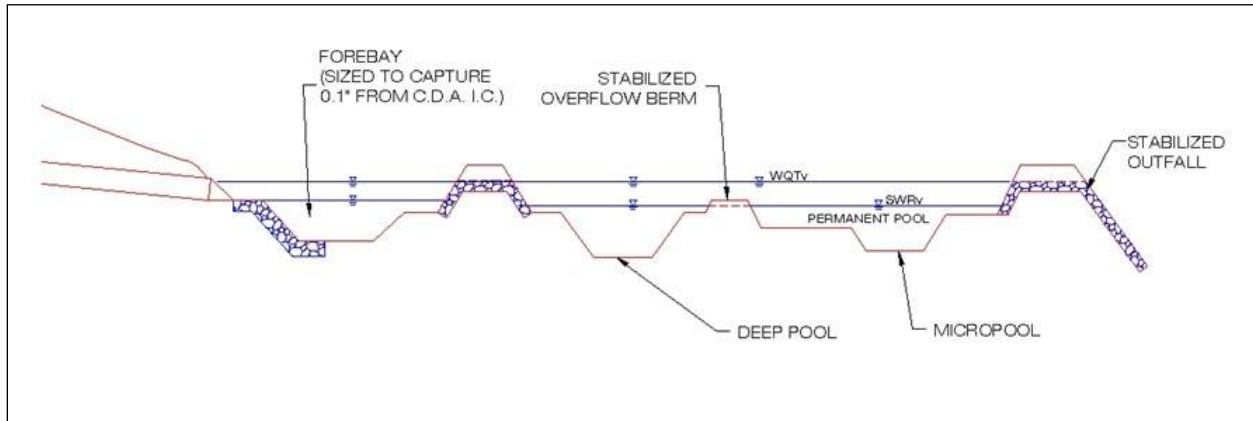 FOREBAY
(SIZED TO CAPTURE
0.1" FROM C.D.A. I.C.)
STABILIZED
OVERFLOW BERM
STABILIZED
OUTFALL
WQTv
SWRv
PERMANENT POOL
DEEP POOL
MICROPOOL